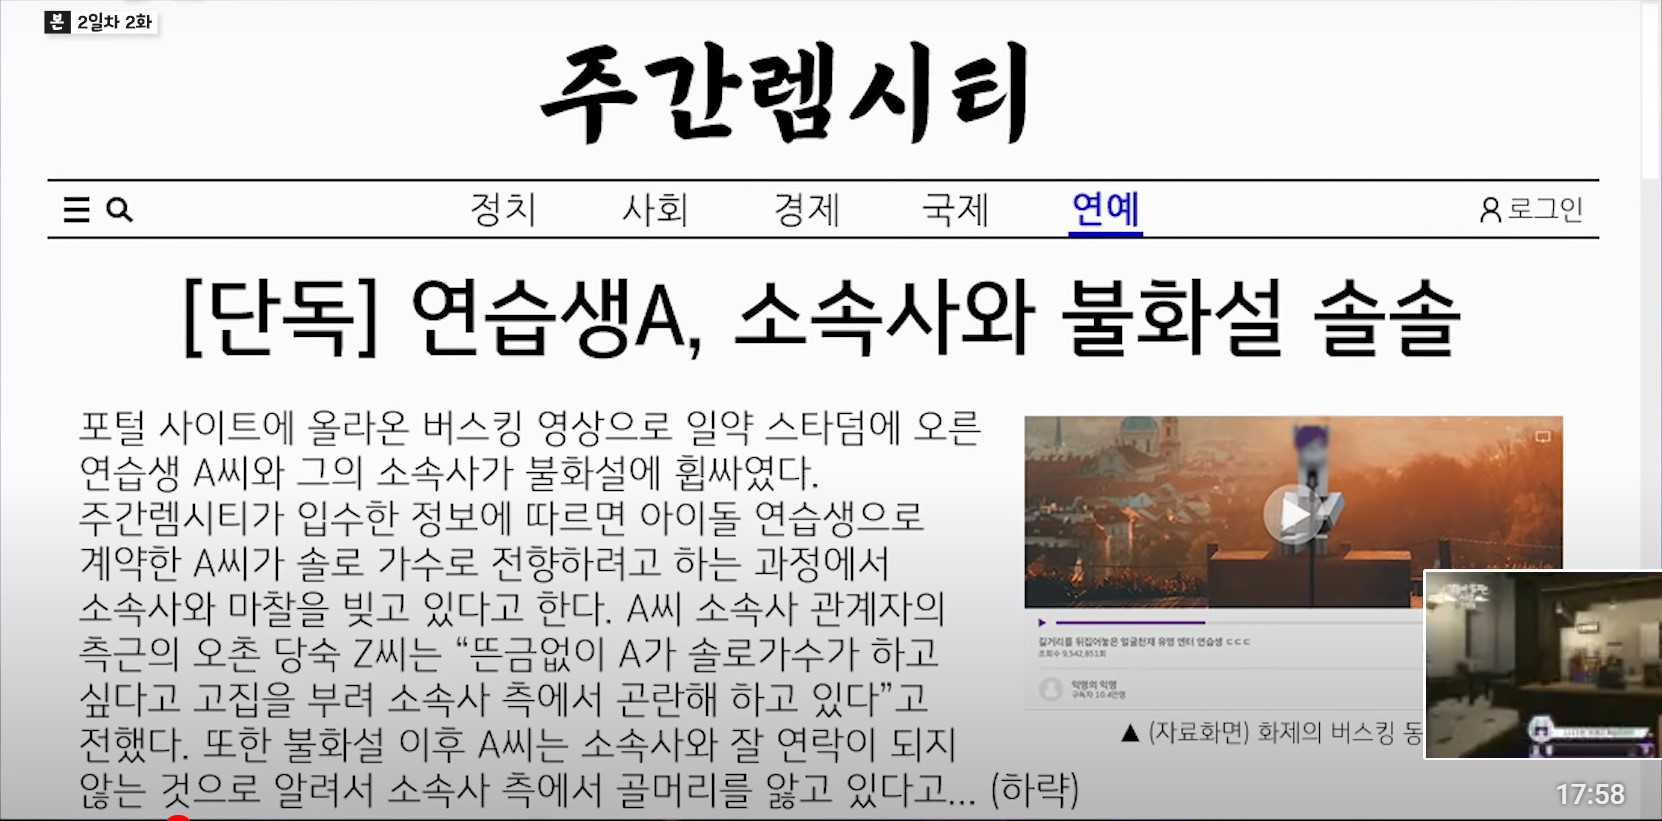 본 2일차 2화
주간렘시티
정치 사회 경제 국제 연예 로그인
[단독] 연습생A, 소속사와 불화설 솔솔
포털 사이트에 올라온 버스킹 영상으로 일약 스타덤에 오른
연습생 A씨와 그의 소속사가 불화설에 휩싸였다.
주간렘시티가 입수한 정보에 따르면 아이돌 연습생으로
계약한 A씨가 솔로 가수로 전향하려고 하는 과정에서
소속사와 마찰을 빚고 있다고 한다. A씨 소속사 관계자의
측근의 오촌 당숙 Z씨는 “뜬금없이 A가 솔로가수가 하고
싶다고 고집을 부려 소속사 측에서 곤란해 하고 있다”고
전했다. 또한 불화설 이후 A씨는 소속사와 잘 연락이 되지
않는 것으로 알려서 소속사 측에서 골머리를 앓고 있다고... (하략)
길거리를 뒤집어놓은 얼굴천재 유명 엔터 연습생 ㄷㄷㄷ
조회수 9,542,851회
익명의 익명
구독자 10.4만명
▲ (자료화면) 화제의 버스킹 동
17:58